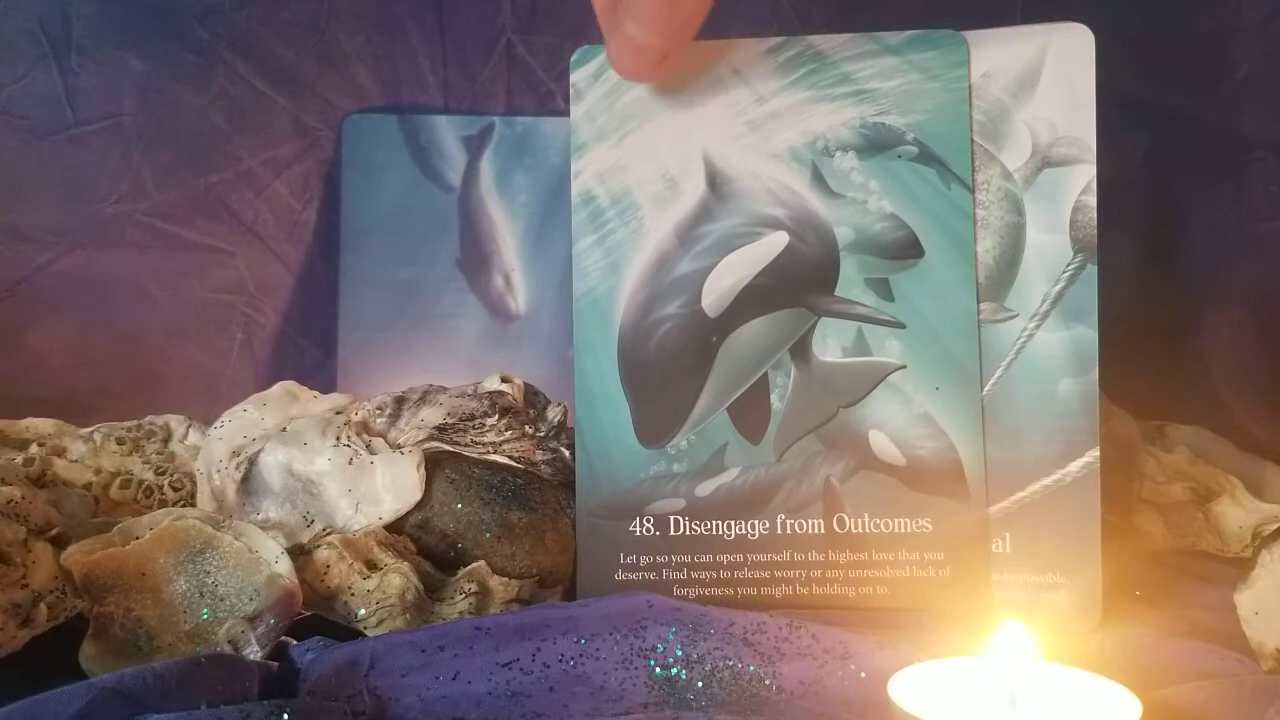 48. Disengage from Outcomes
Let go so you can open yourself to the highest love that you
deserve. Find ways to release worry or any unresolved lack of
forgiveness you might be holding on to.
al